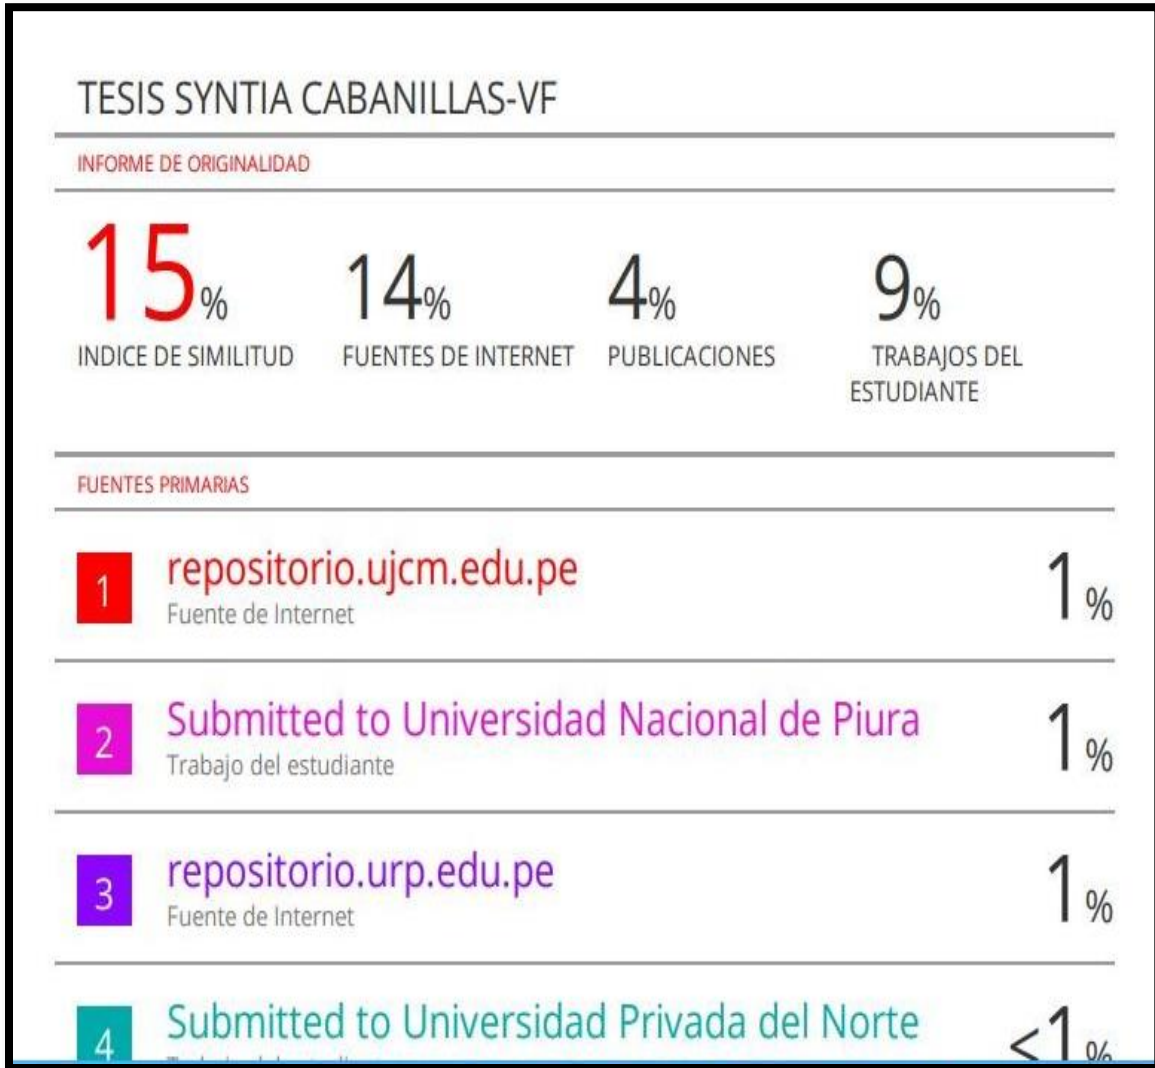 TESIS SYNTIA CABANILLAS-VF
INFORME DE ORIGINALIDAD
15% 14% 4% 9%
INDICE DE SIMILITUD FUENTES DE INTERNET PUBLICACIONES TRABAJOS DEL
ESTUDIANTE
FUENTES PRIMARIAS
1 repositorio.ujcm.edu.pe 1%
Fuente de Internet
2 Submitted to Universidad Nacional de Piura 1%
Trabajo del estudiante
3 repositorio.urp.edu.pe 1%
Fuente de Internet
4 Submitted to Universidad Privada del Norte <1%